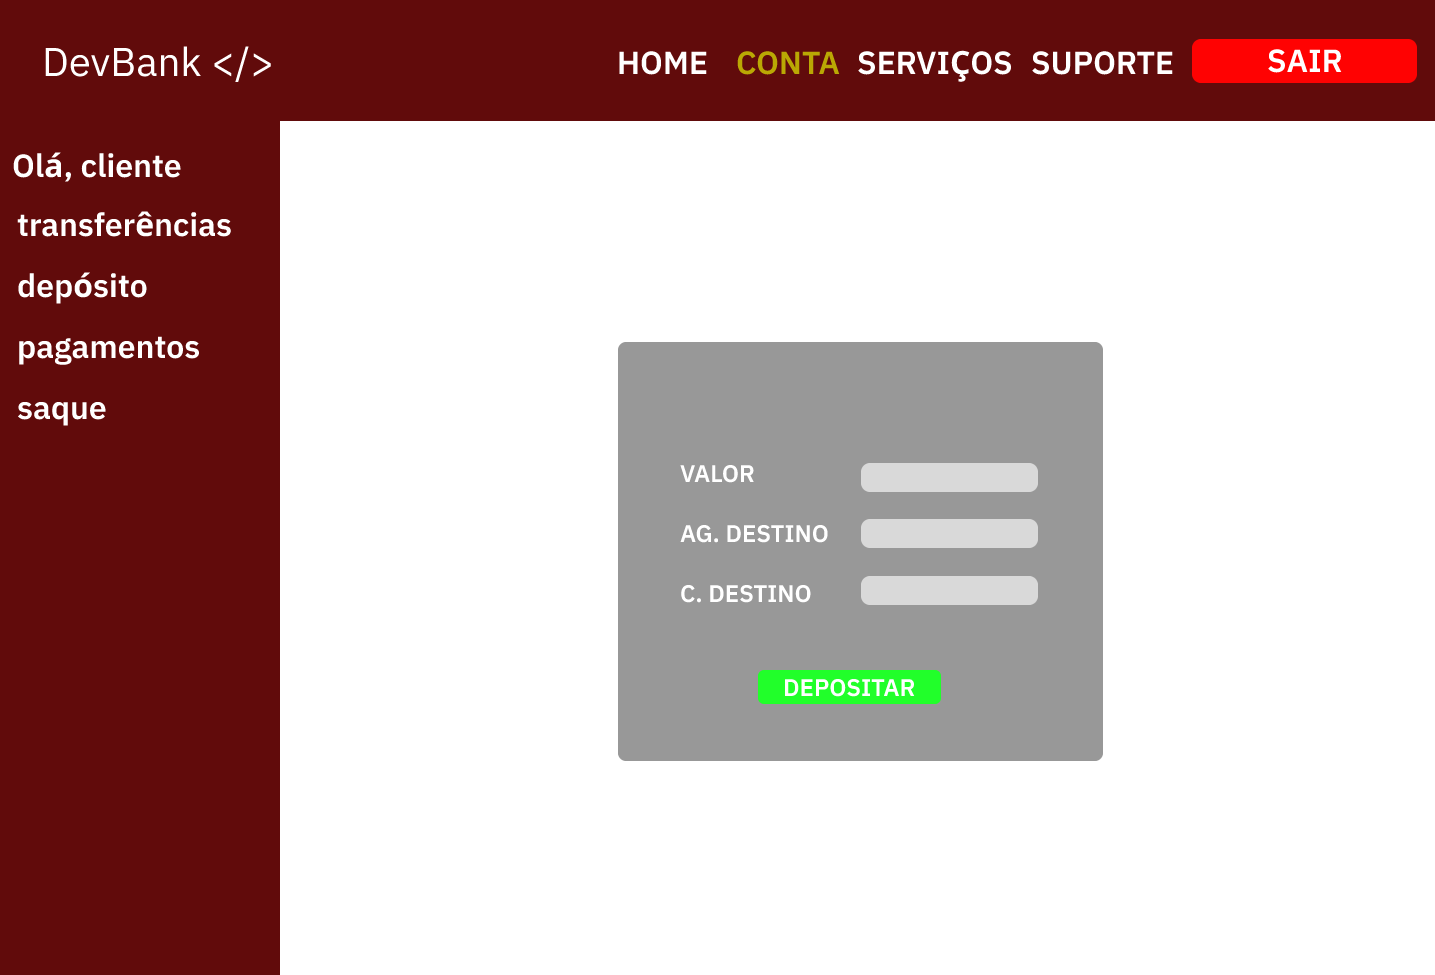 DevBank </>
HOME CONTA SERVIÇOS SUPORTE SAIR
Olá, cliente
transferências
depósito
pagamentos
saque
VALOR
AG. DESTINO
C. DESTINO
DEPOSITAR